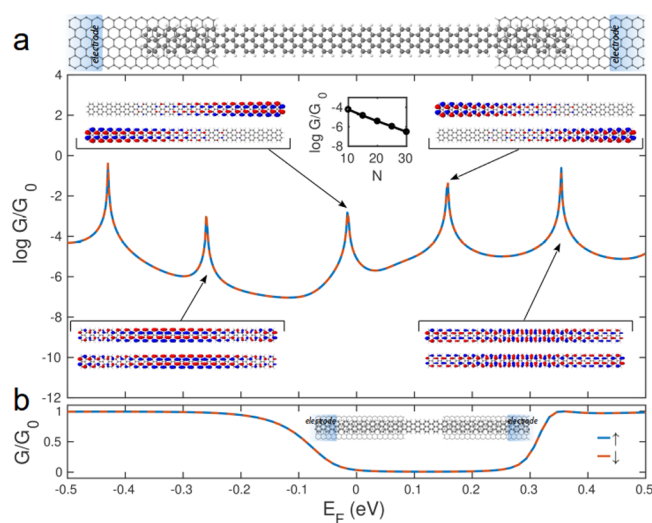 a
electrode
electrode
4
2
0
-2
-4
-6
-8
-10
-12
log G/G0
log G/G0
-4
-6
10
20
30
N
b
electrode
electrode
G/G0
1
0.5
0
↑
↓
-0.5
-0.4
-0.3
-0.2
-0.1
0
0.1
0.2
0.3
0.4
0.5
EF (eV)